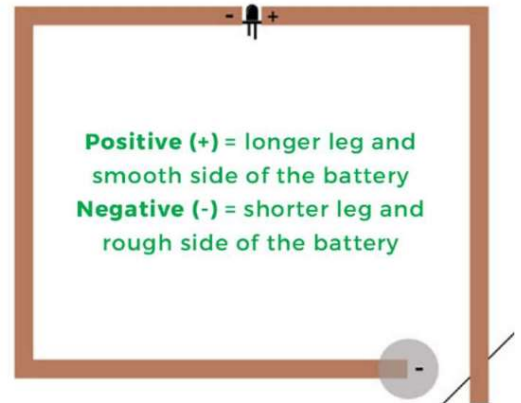 - +
Positive (+) = longer leg and
smooth side of the battery
Negative (-) = shorter leg and
rough side of the battery
-